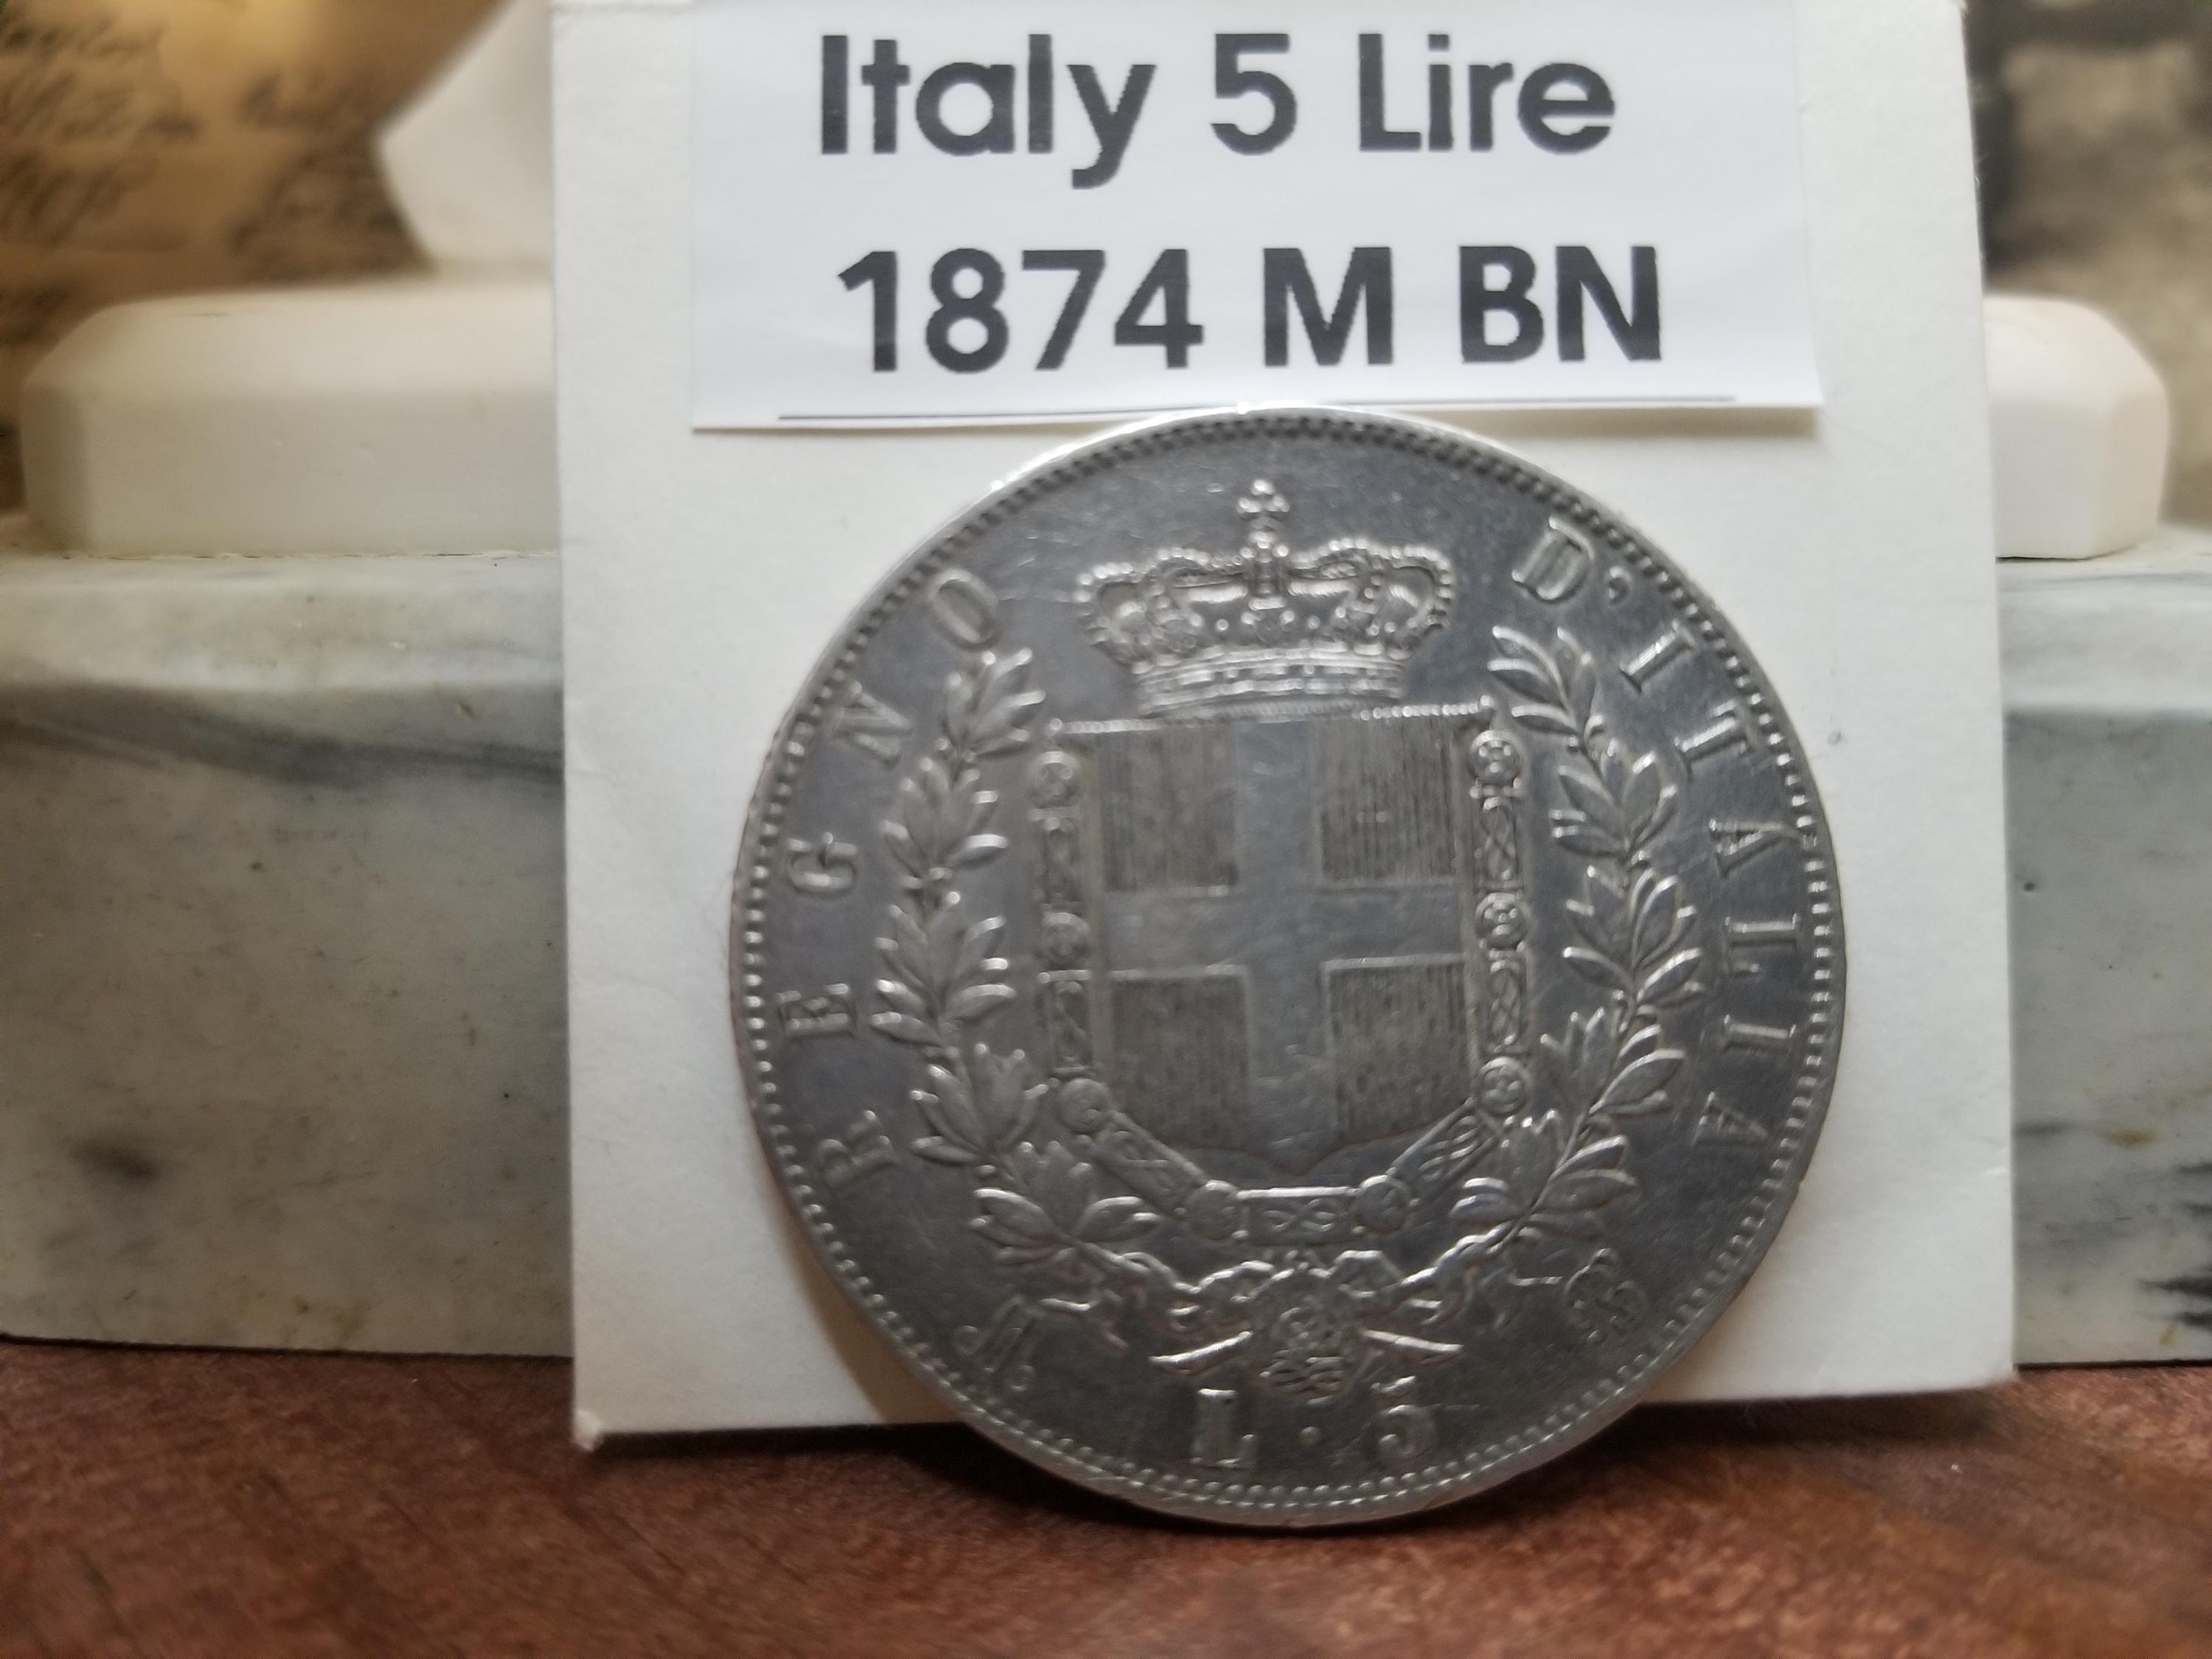 Italy 5 Lire
1874 M BN
REGNO D'ITALIA
M
L·5